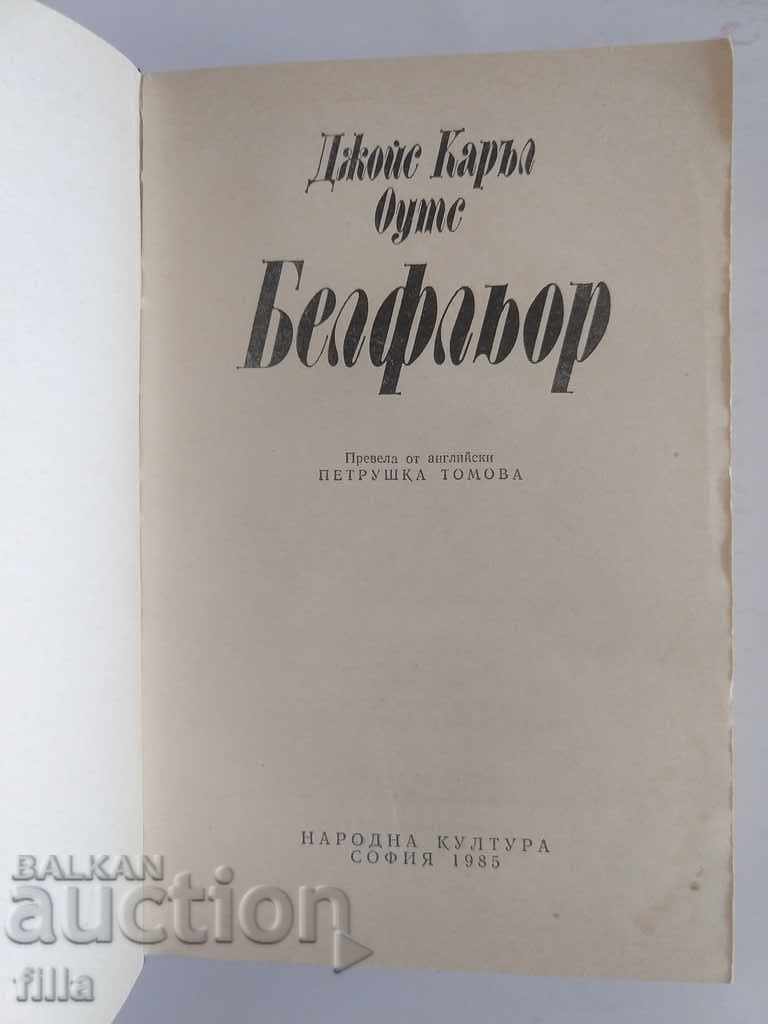 Джойс Каръл
Оутс
Белфльор
Превела от английски
ПЕТРУШКА ТОМОВА
НАРОДНА КУЛТУРА
СОФИЯ 1985
BALKAN
auction
filla